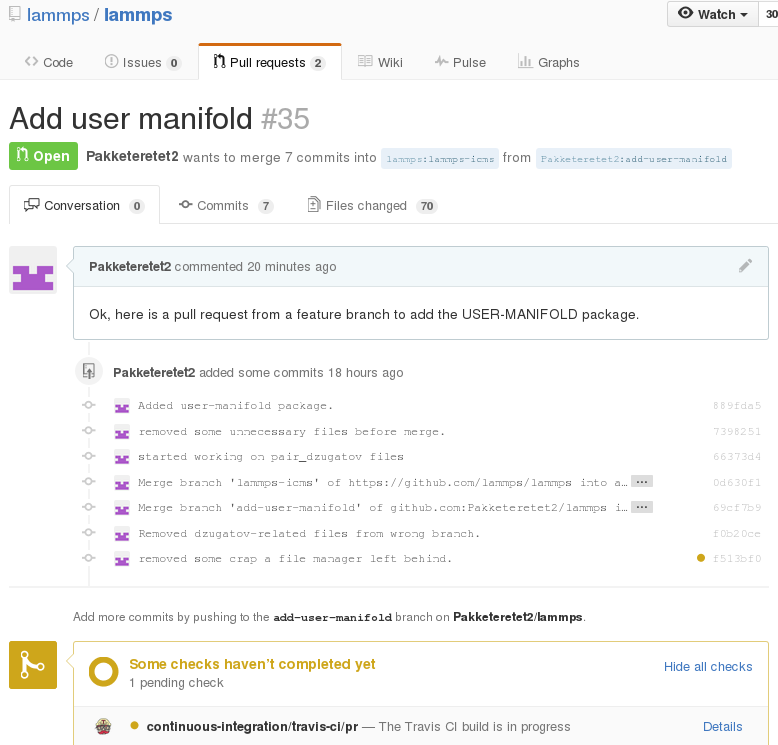 lammps / lammps
Watch 30
Code Issues 0 Pull requests 2 Wiki Pulse Graphs
Add user manifold #35
Open Pakketeretet2 wants to merge 7 commits into lammps:lammps-icms from Pakketeretet2:add-user-manifold
Conversation 0 Commits 7 Files changed 70
Pakketeretet2 commented 20 minutes ago
Ok, here is a pull request from a feature branch to add the USER-MANIFOLD package.
Pakketeretet2 added some commits 18 hours ago
Added user-manifold package. 889fda5
removed some unnecessary files before merge. 7398251
started working on pair_dzugatov files 66373d4
Merge branch 'lammps-icms' of https://github.com/lammps/lammps into a… ... 0d630f1
Merge branch 'add-user-manifold' of github.com:Pakketeretet2/lammps i… ... 69cf7b9
Removed dzugatov-related files from wrong branch. f0b20ce
removed some crap a file manager left behind. f513bf0
Add more commits by pushing to the add-user-manifold branch on Pakketeretet2/lammps.
Some checks haven't completed yet
Hide all checks
1 pending check
continuous-integration/travis-ci/pr — The Travis CI build is in progress Details